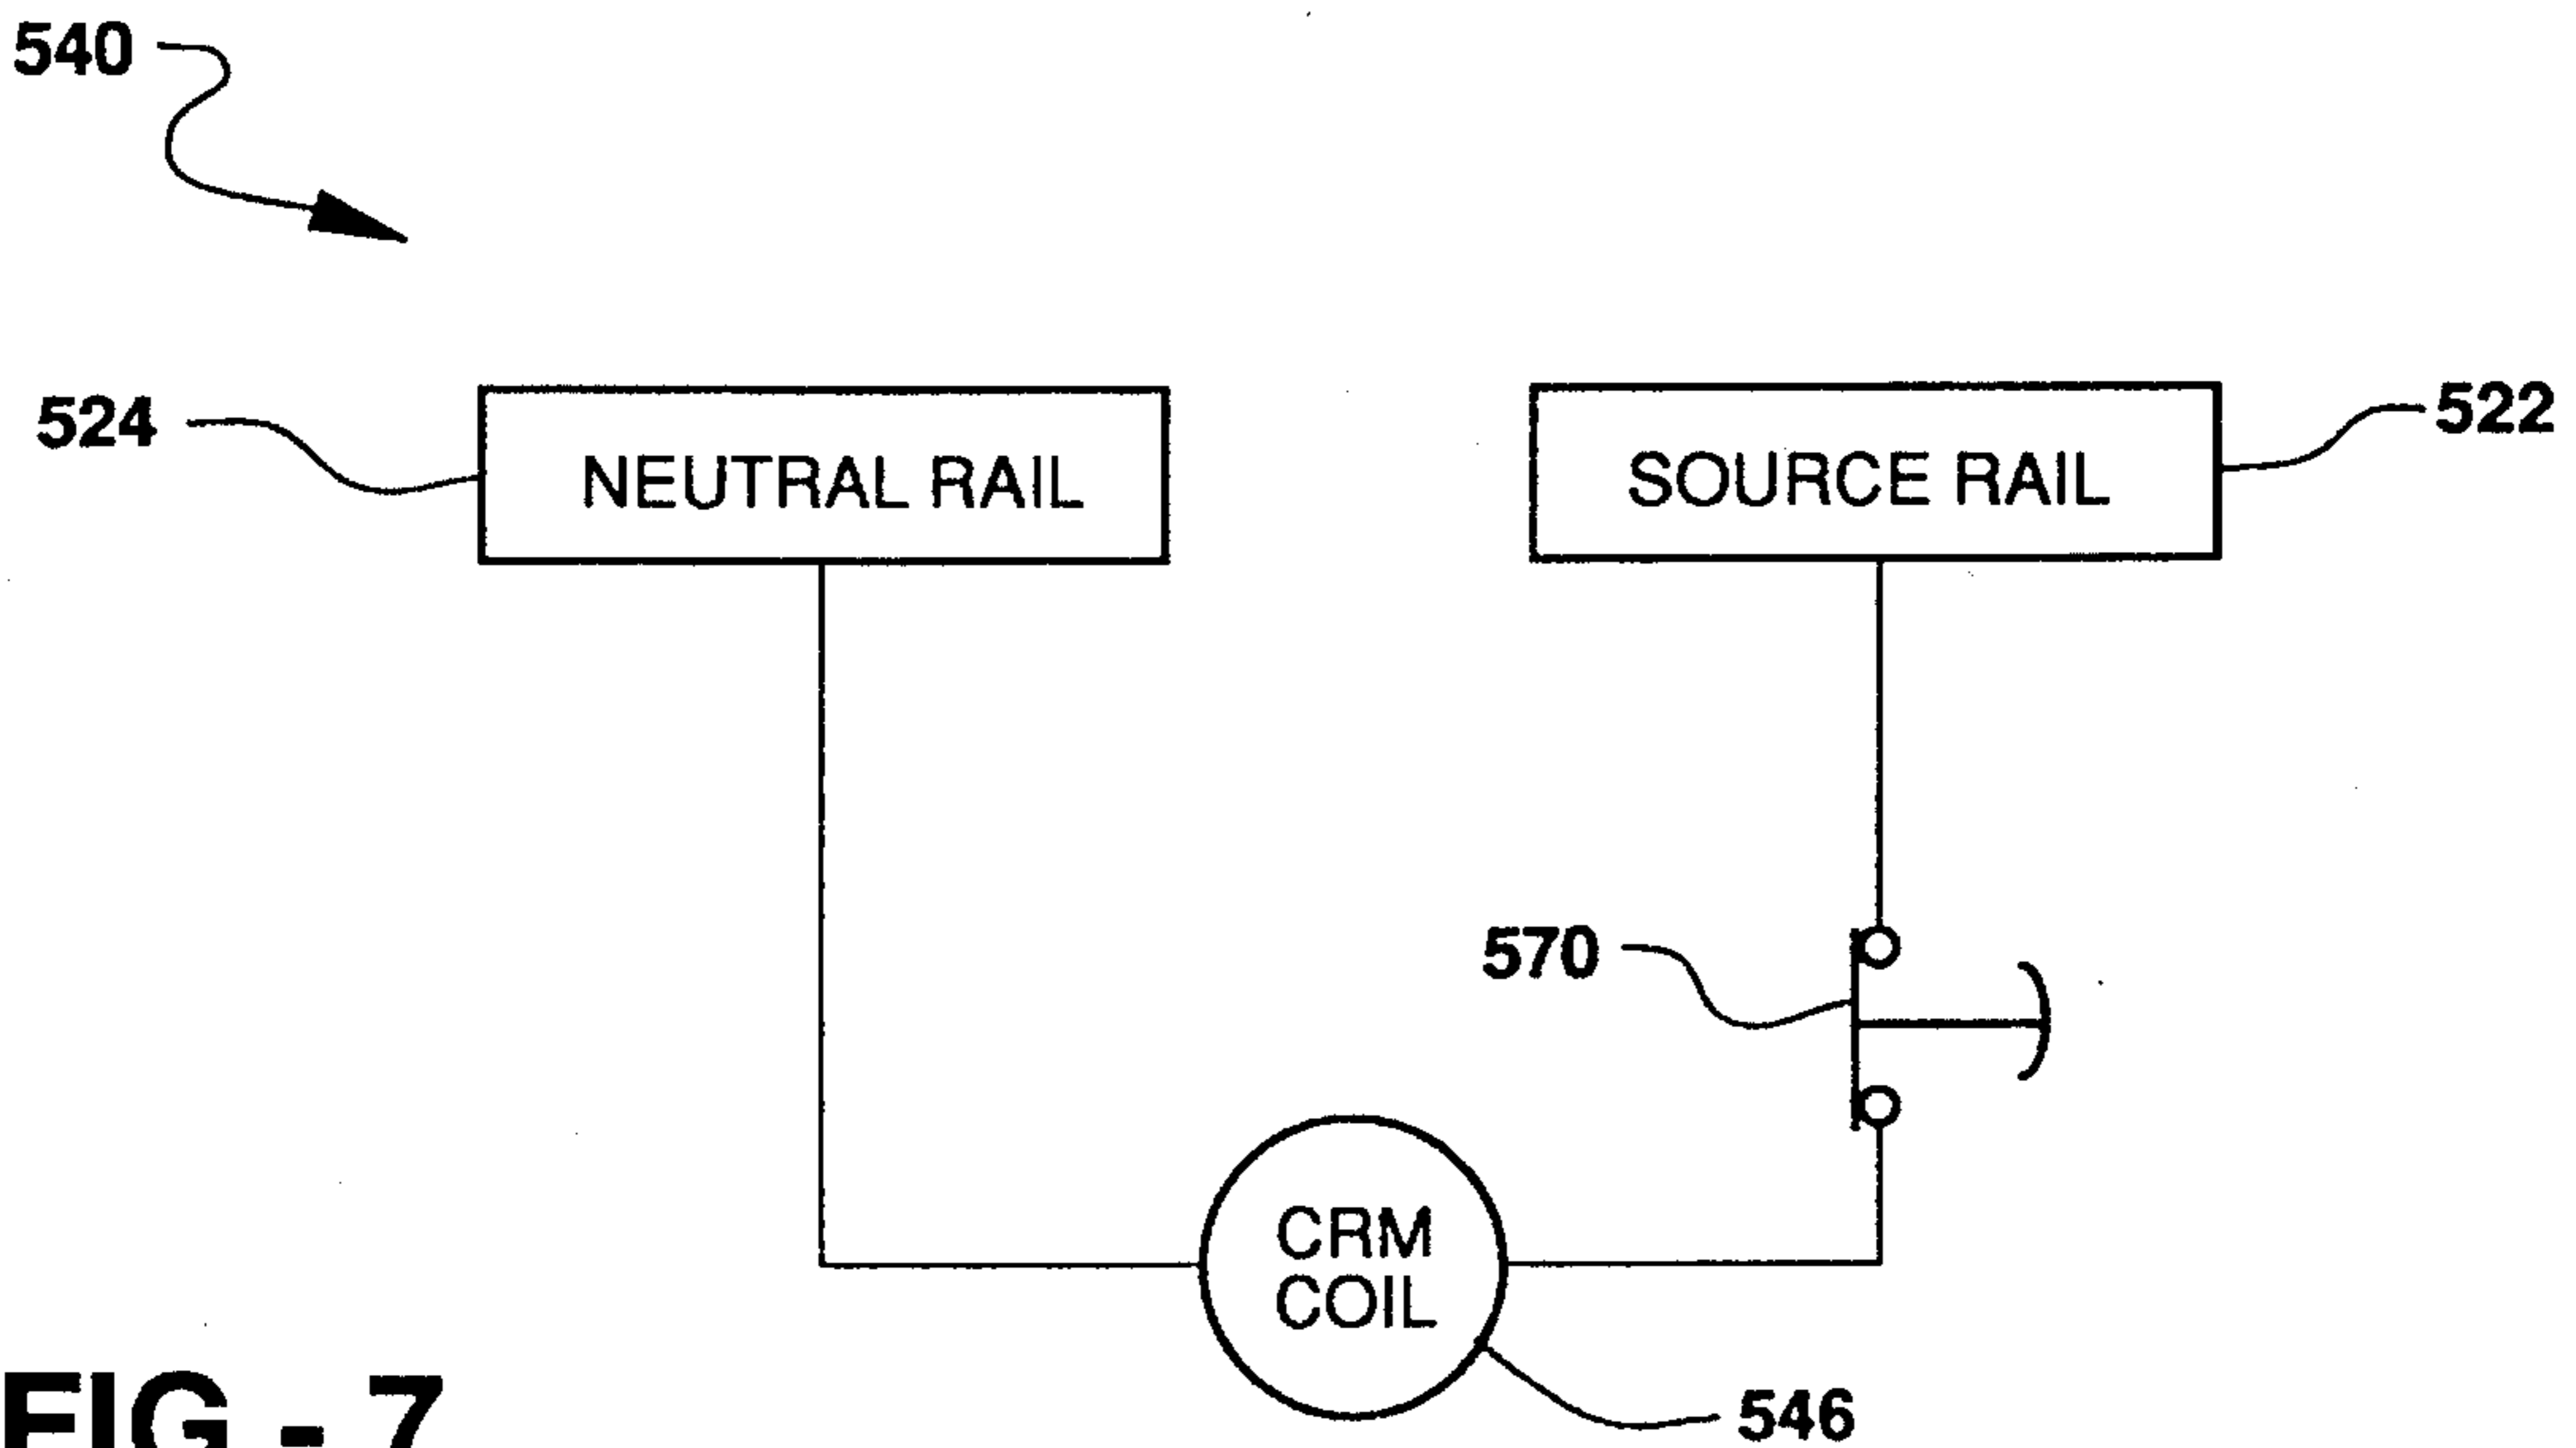 540
524
NEUTRAL RAIL
SOURCE RAIL
522
570
CRM
COIL
546
FIG - 7